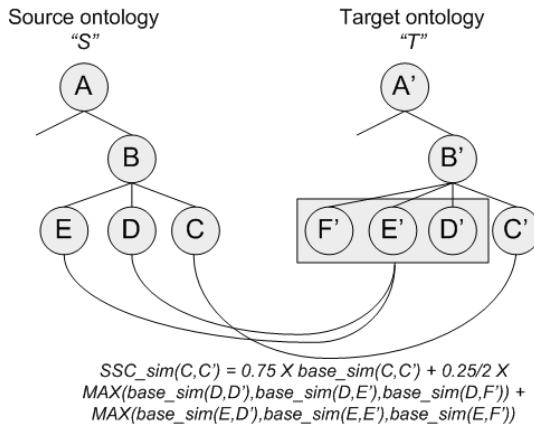 Source ontology
"S"
Target ontology
"T"
A
A'
B
B'
E
D
C
F'
E'
D'
C'
SSC_sim(C,C') = 0.75 X base_sim(C,C') + 0.25/2 X
MAX(base_sim(D,D'),base_sim(D,E'),base_sim(D,F')) +
MAX(base_sim(E,D'),base_sim(E,E'),base_sim(E,F'))